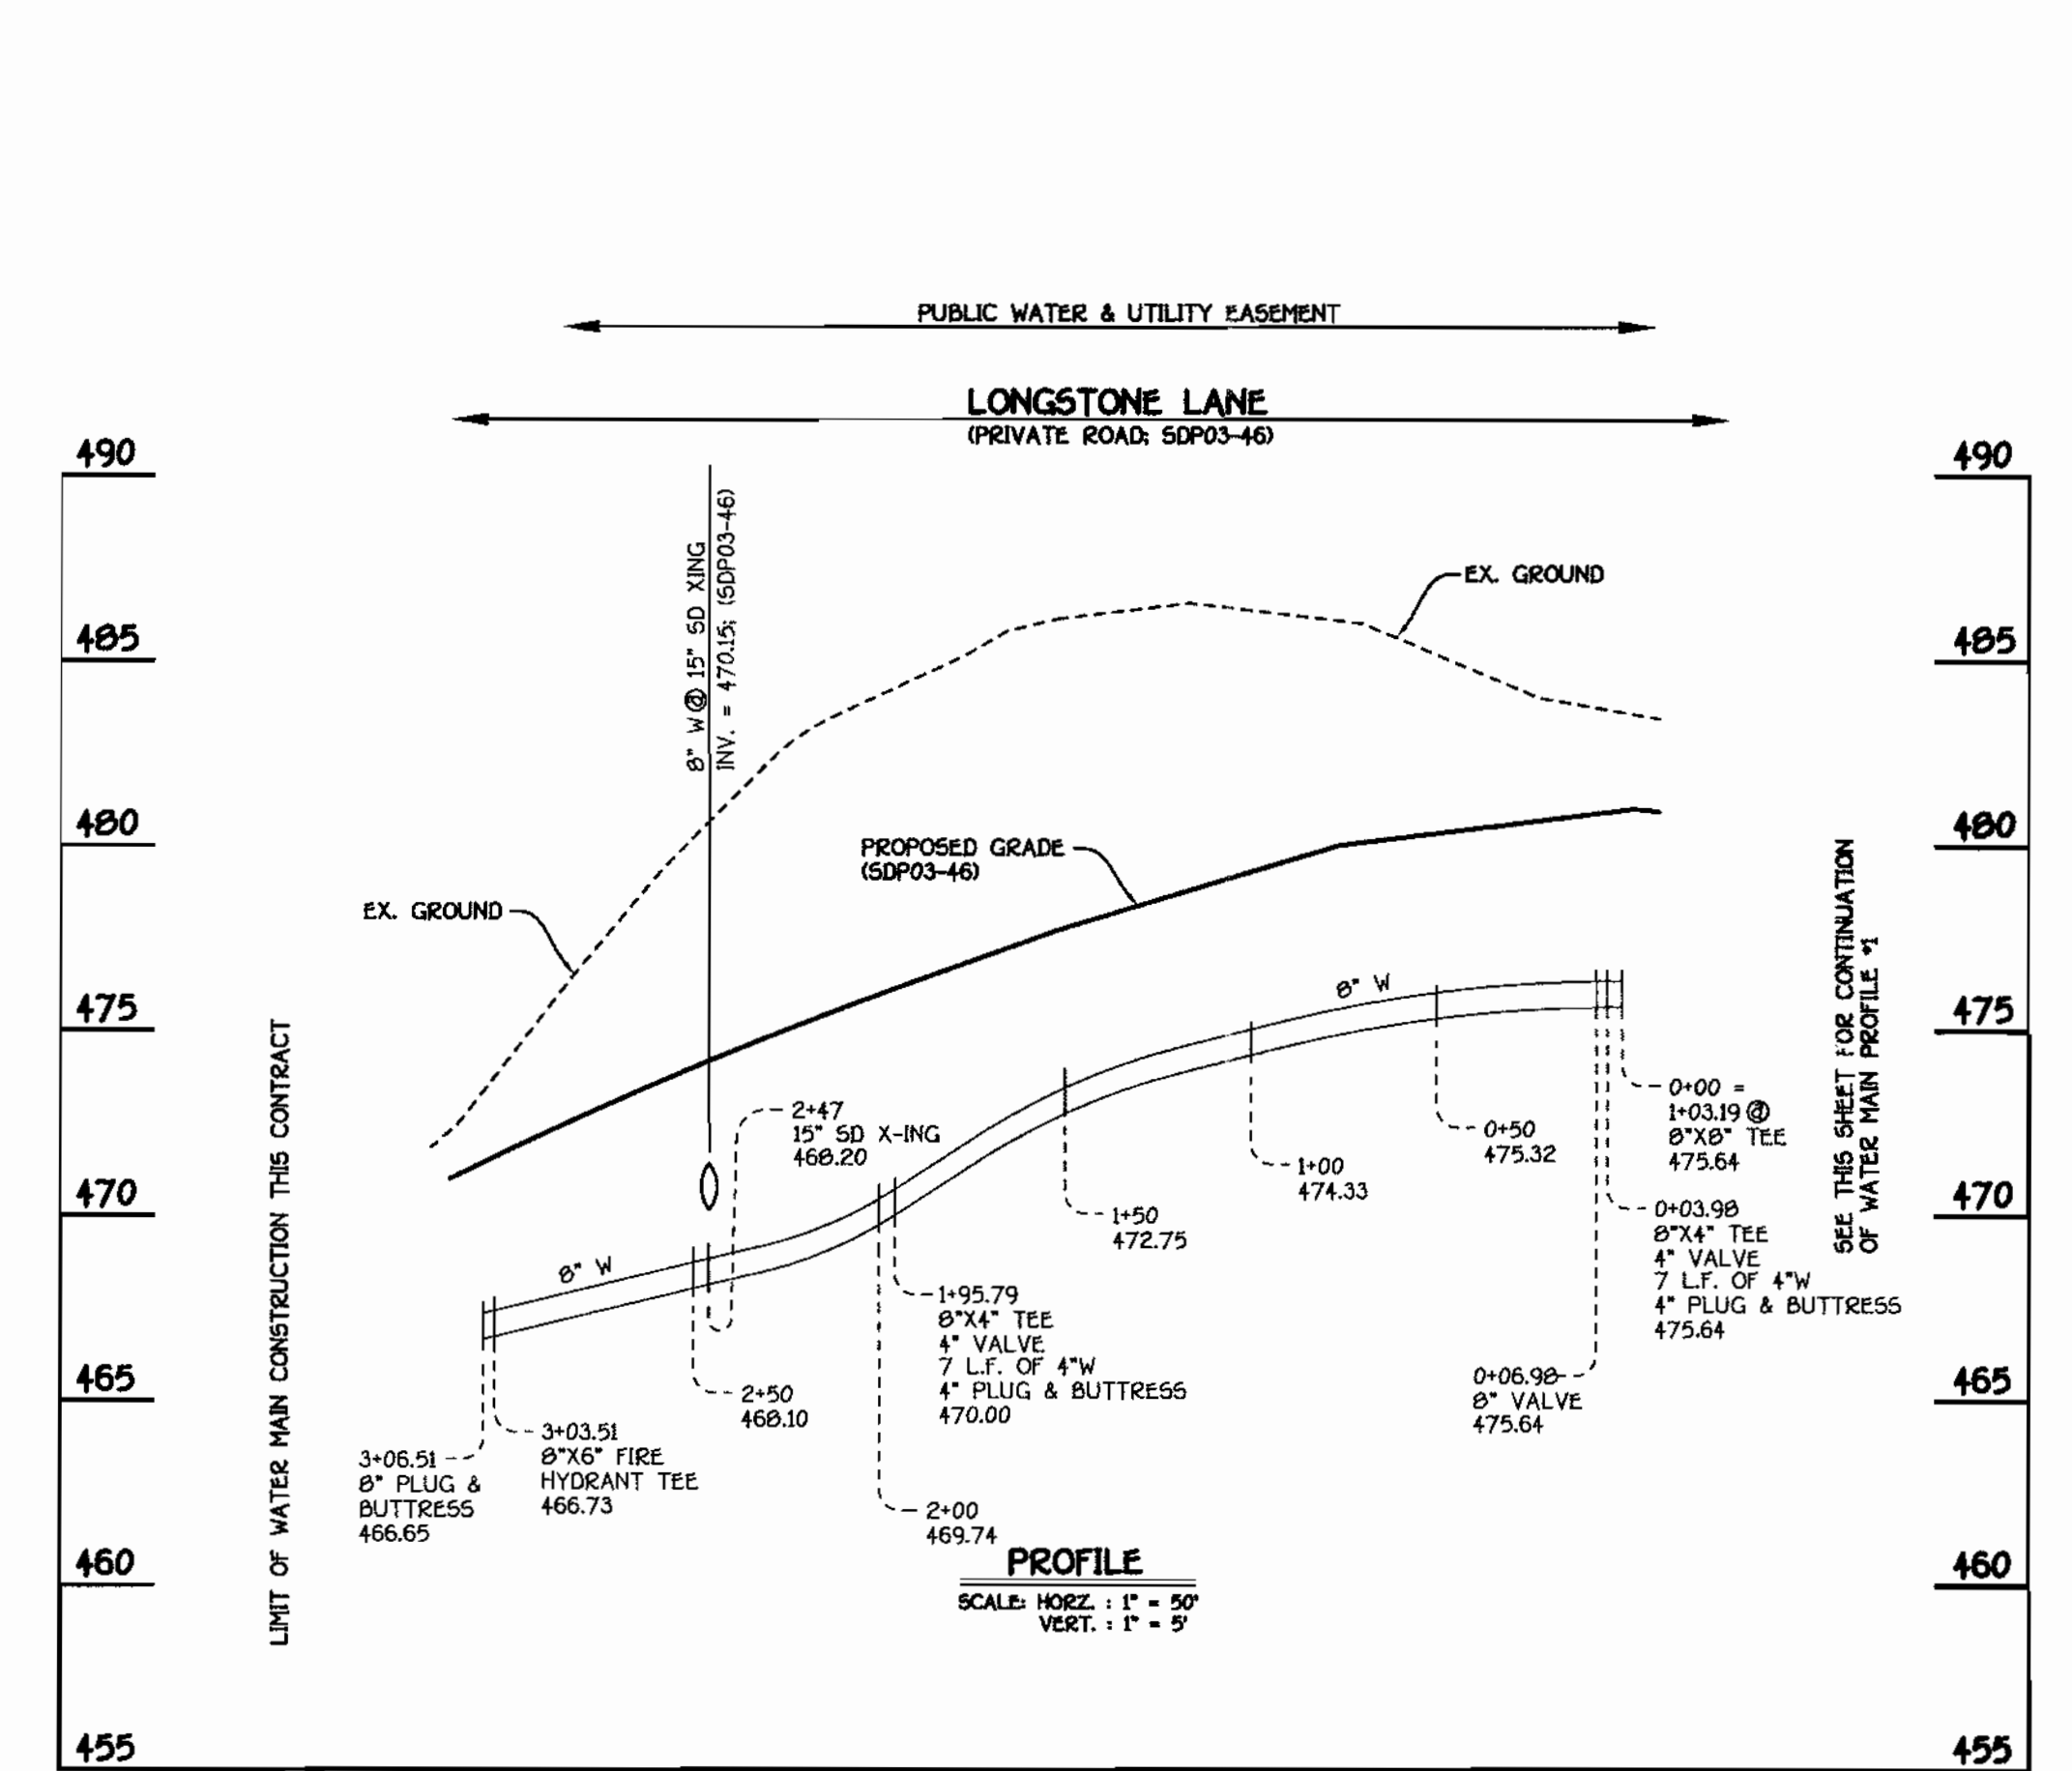 PUBLIC WATER & UTILITY EASEMENT
LONGSTONE LANE
(PRIVATE ROAD; SDP03-46)
490
490
8" W @ 15" SD XING
INV. = 470.15; (SDP03-46)
EX. GROUND
485
485
480
480
PROPOSED GRADE
(SDP03-46)
EX. GROUND
475
475
8" W
SEE THIS SHEET FOR CONTINUATION
OF WATER MAIN PROFILE #1
LIMIT OF WATER MAIN CONSTRUCTION THIS CONTRACT
0+00 =
1+03.19 @
8"X8" TEE
475.64
2+47
15" SD X-ING
468.20
0+50
475.32
1+00
474.33
470
470
1+50
472.75
0+03.98
8"X4" TEE
4" VALVE
7 L.F. OF 4"W
4" PLUG & BUTTRESS
475.64
8" W
1+95.79
8"X4" TEE
4" VALVE
7 L.F. OF 4"W
4" PLUG & BUTTRESS
470.00
465
465
0+06.98
8" VALVE
475.64
2+50
468.10
3+03.51
8"X6" FIRE
HYDRANT TEE
466.73
3+06.51
8" PLUG &
BUTTRESS
466.65
2+00
469.74
460
460
PROFILE
SCALE: HORZ. : 1" = 50'
VERT. : 1" = 5'
455
455